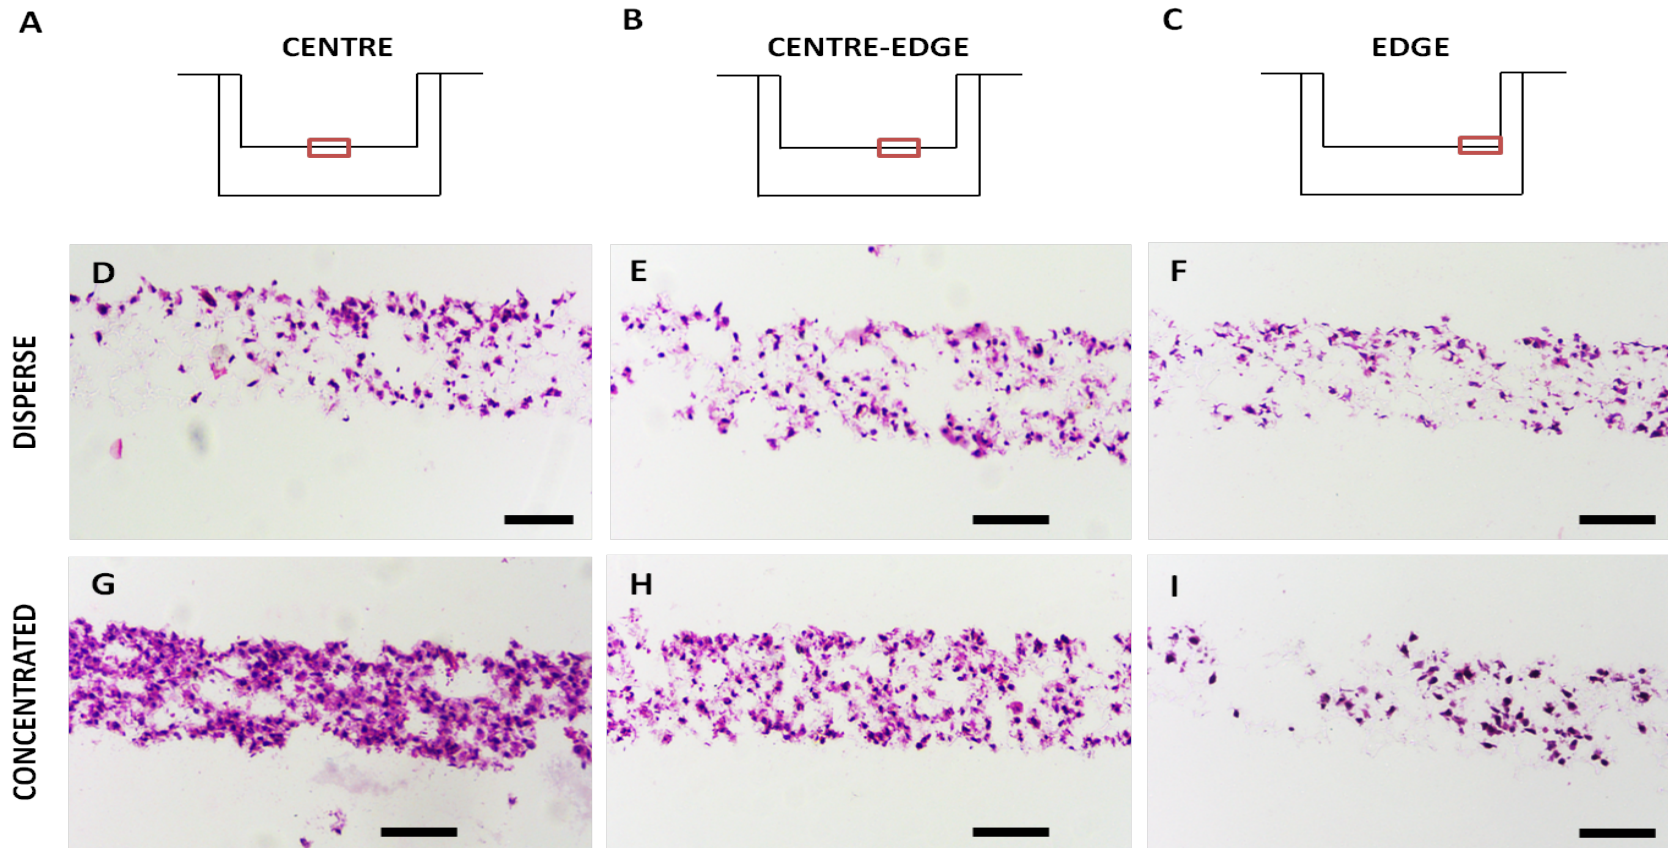 A
B
C
CENTRE
CENTRE-EDGE
EDGE
DISPERSE
D
E
F
CONCENTRATED
G
H
I